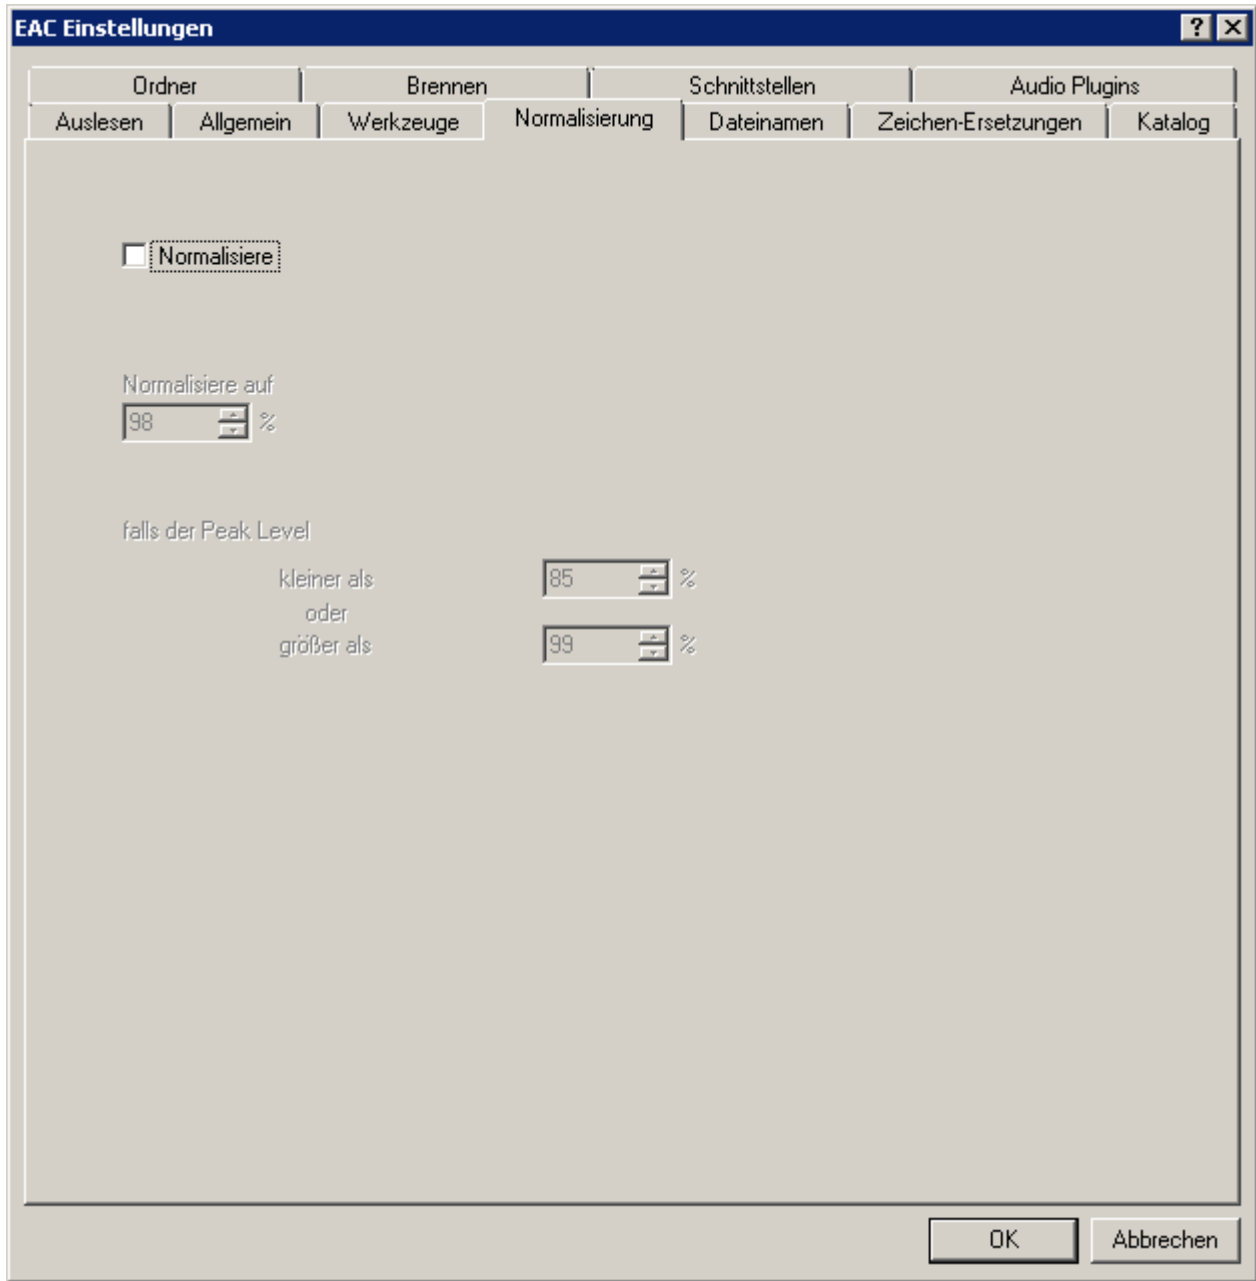 EAC Einstellungen
Ordner Brennen Schnittstellen Audio Plugins
Auslesen Allgemein Werkzeuge Normalisierung Dateinamen Zeichen-Ersetzungen Katalog
Normalisiere
Normalisiere auf
98 %
falls der Peak Level
kleiner als 85 %
oder
größer als 99 %
OK Abbrechen